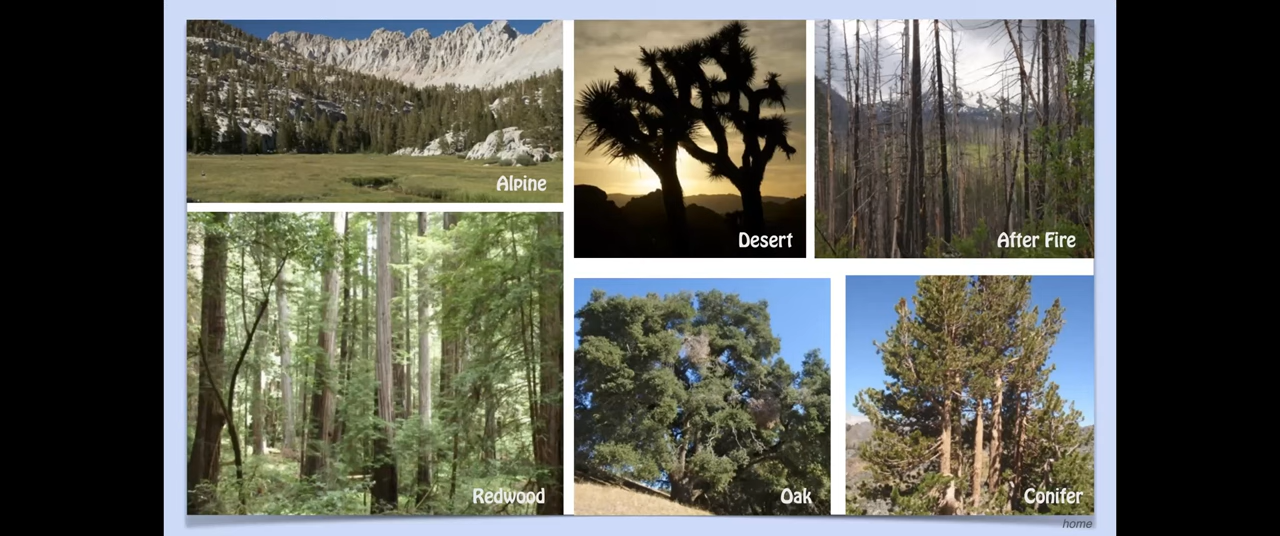 Alpine
Desert
After Fire
Redwood
Oak
Conifer
home